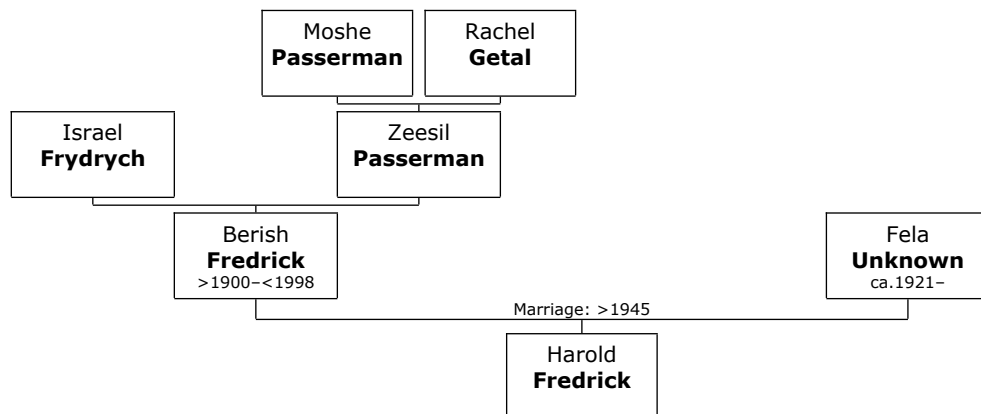 Moshe
Passerman
Rachel
Getal
Israel
Frydrych
Zeesil
Passerman
Berish
Fredrick
>1900–<1998
Fela
Unknown
ca.1921–
Marriage: >1945
Harold
Fredrick